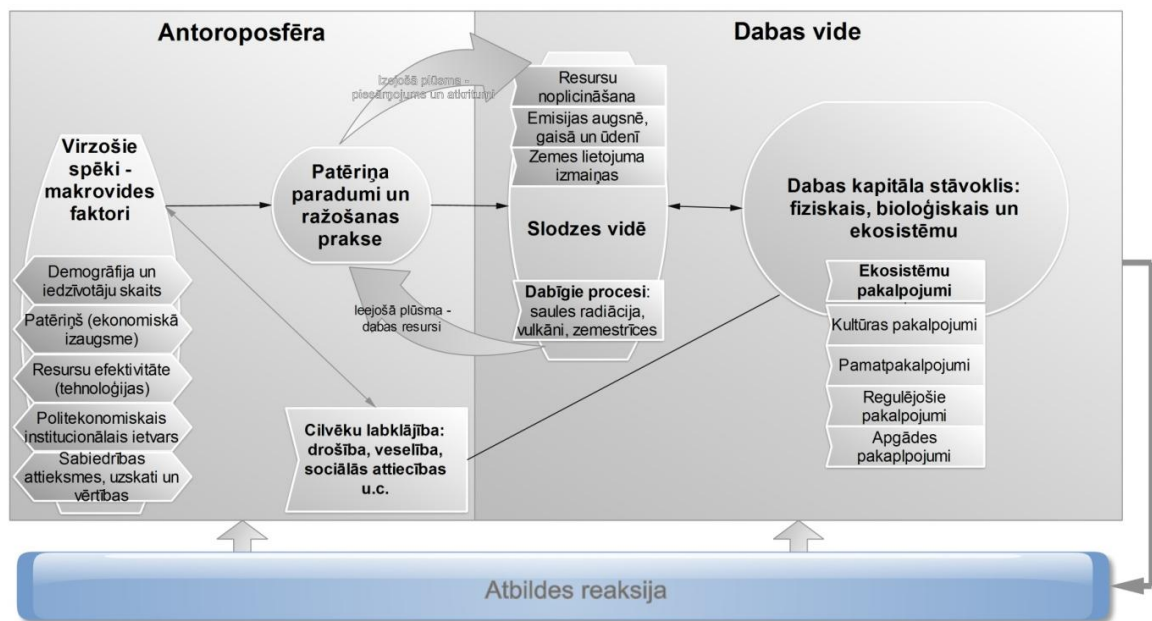 Antoroposfēra
Dabas vide
Izejošā plūsma -
piesārņojums un atkritumi
Virzošie
spēki -
makrovides
faktori
Demogrāfija un
iedzīvotāju skaits
Patēriņš (ekonomiskā
izaugsme)
Resursu efektivitāte
(tehnoloģijas)
Politekonomiskais
institucionālais ietvars
Sabiedrības
attieksmes, uzskati un
vērtības
Patēriņa
paradumi un
ražošanas
prakse
Ieejošā plūsma -
dabas resursi
Cilvēku labklājība:
drošība, veselība,
sociālās attiecības
u.c.
Resursu
noplicināšana
Emisijas augsnē,
gaisā un ūdenī
Zemes lietojuma
izmaiņas
Slodzes vidē
Dabīgie procesi:
saules radiācija,
vulkāni, zemestrīces
Dabas kapitāla stāvoklis:
fiziskais, bioloģiskais un
ekosistēmu
Ekosistēmu
pakalpojumi
Kultūras pakalpojumi
Pamatpakalpojumi
Regulējošie
pakalpojumi
Apgādes
pakaplpojumi
Atbildes reaksija